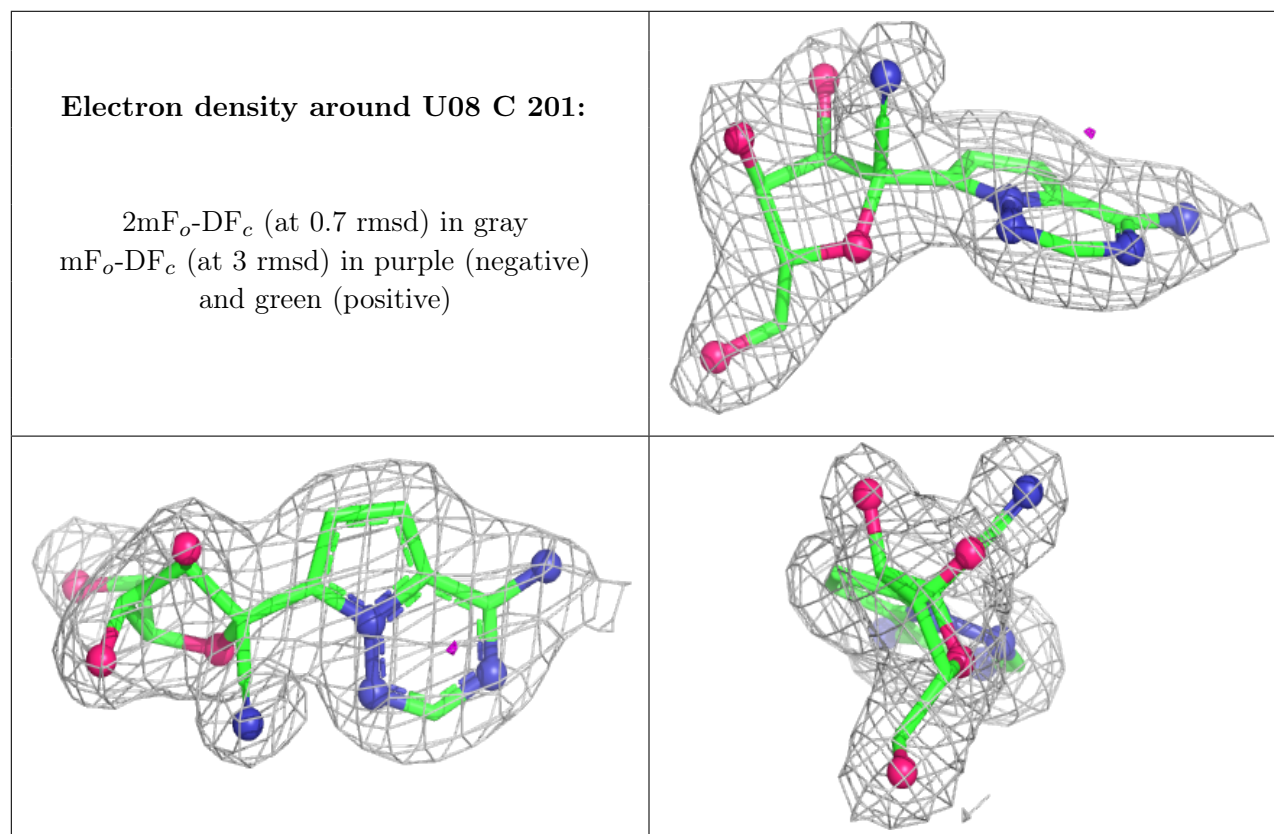 Electron density around U08 C 201:
2mFo-DFc (at 0.7 rmsd) in gray
mFo-DFc (at 3 rmsd) in purple (negative)
and green (positive)